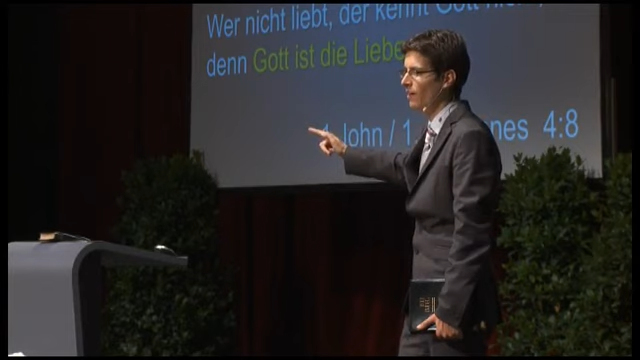 Wer nicht liebt, der kennt Gott
denn Gott ist die Liebe
John / 1 4:8